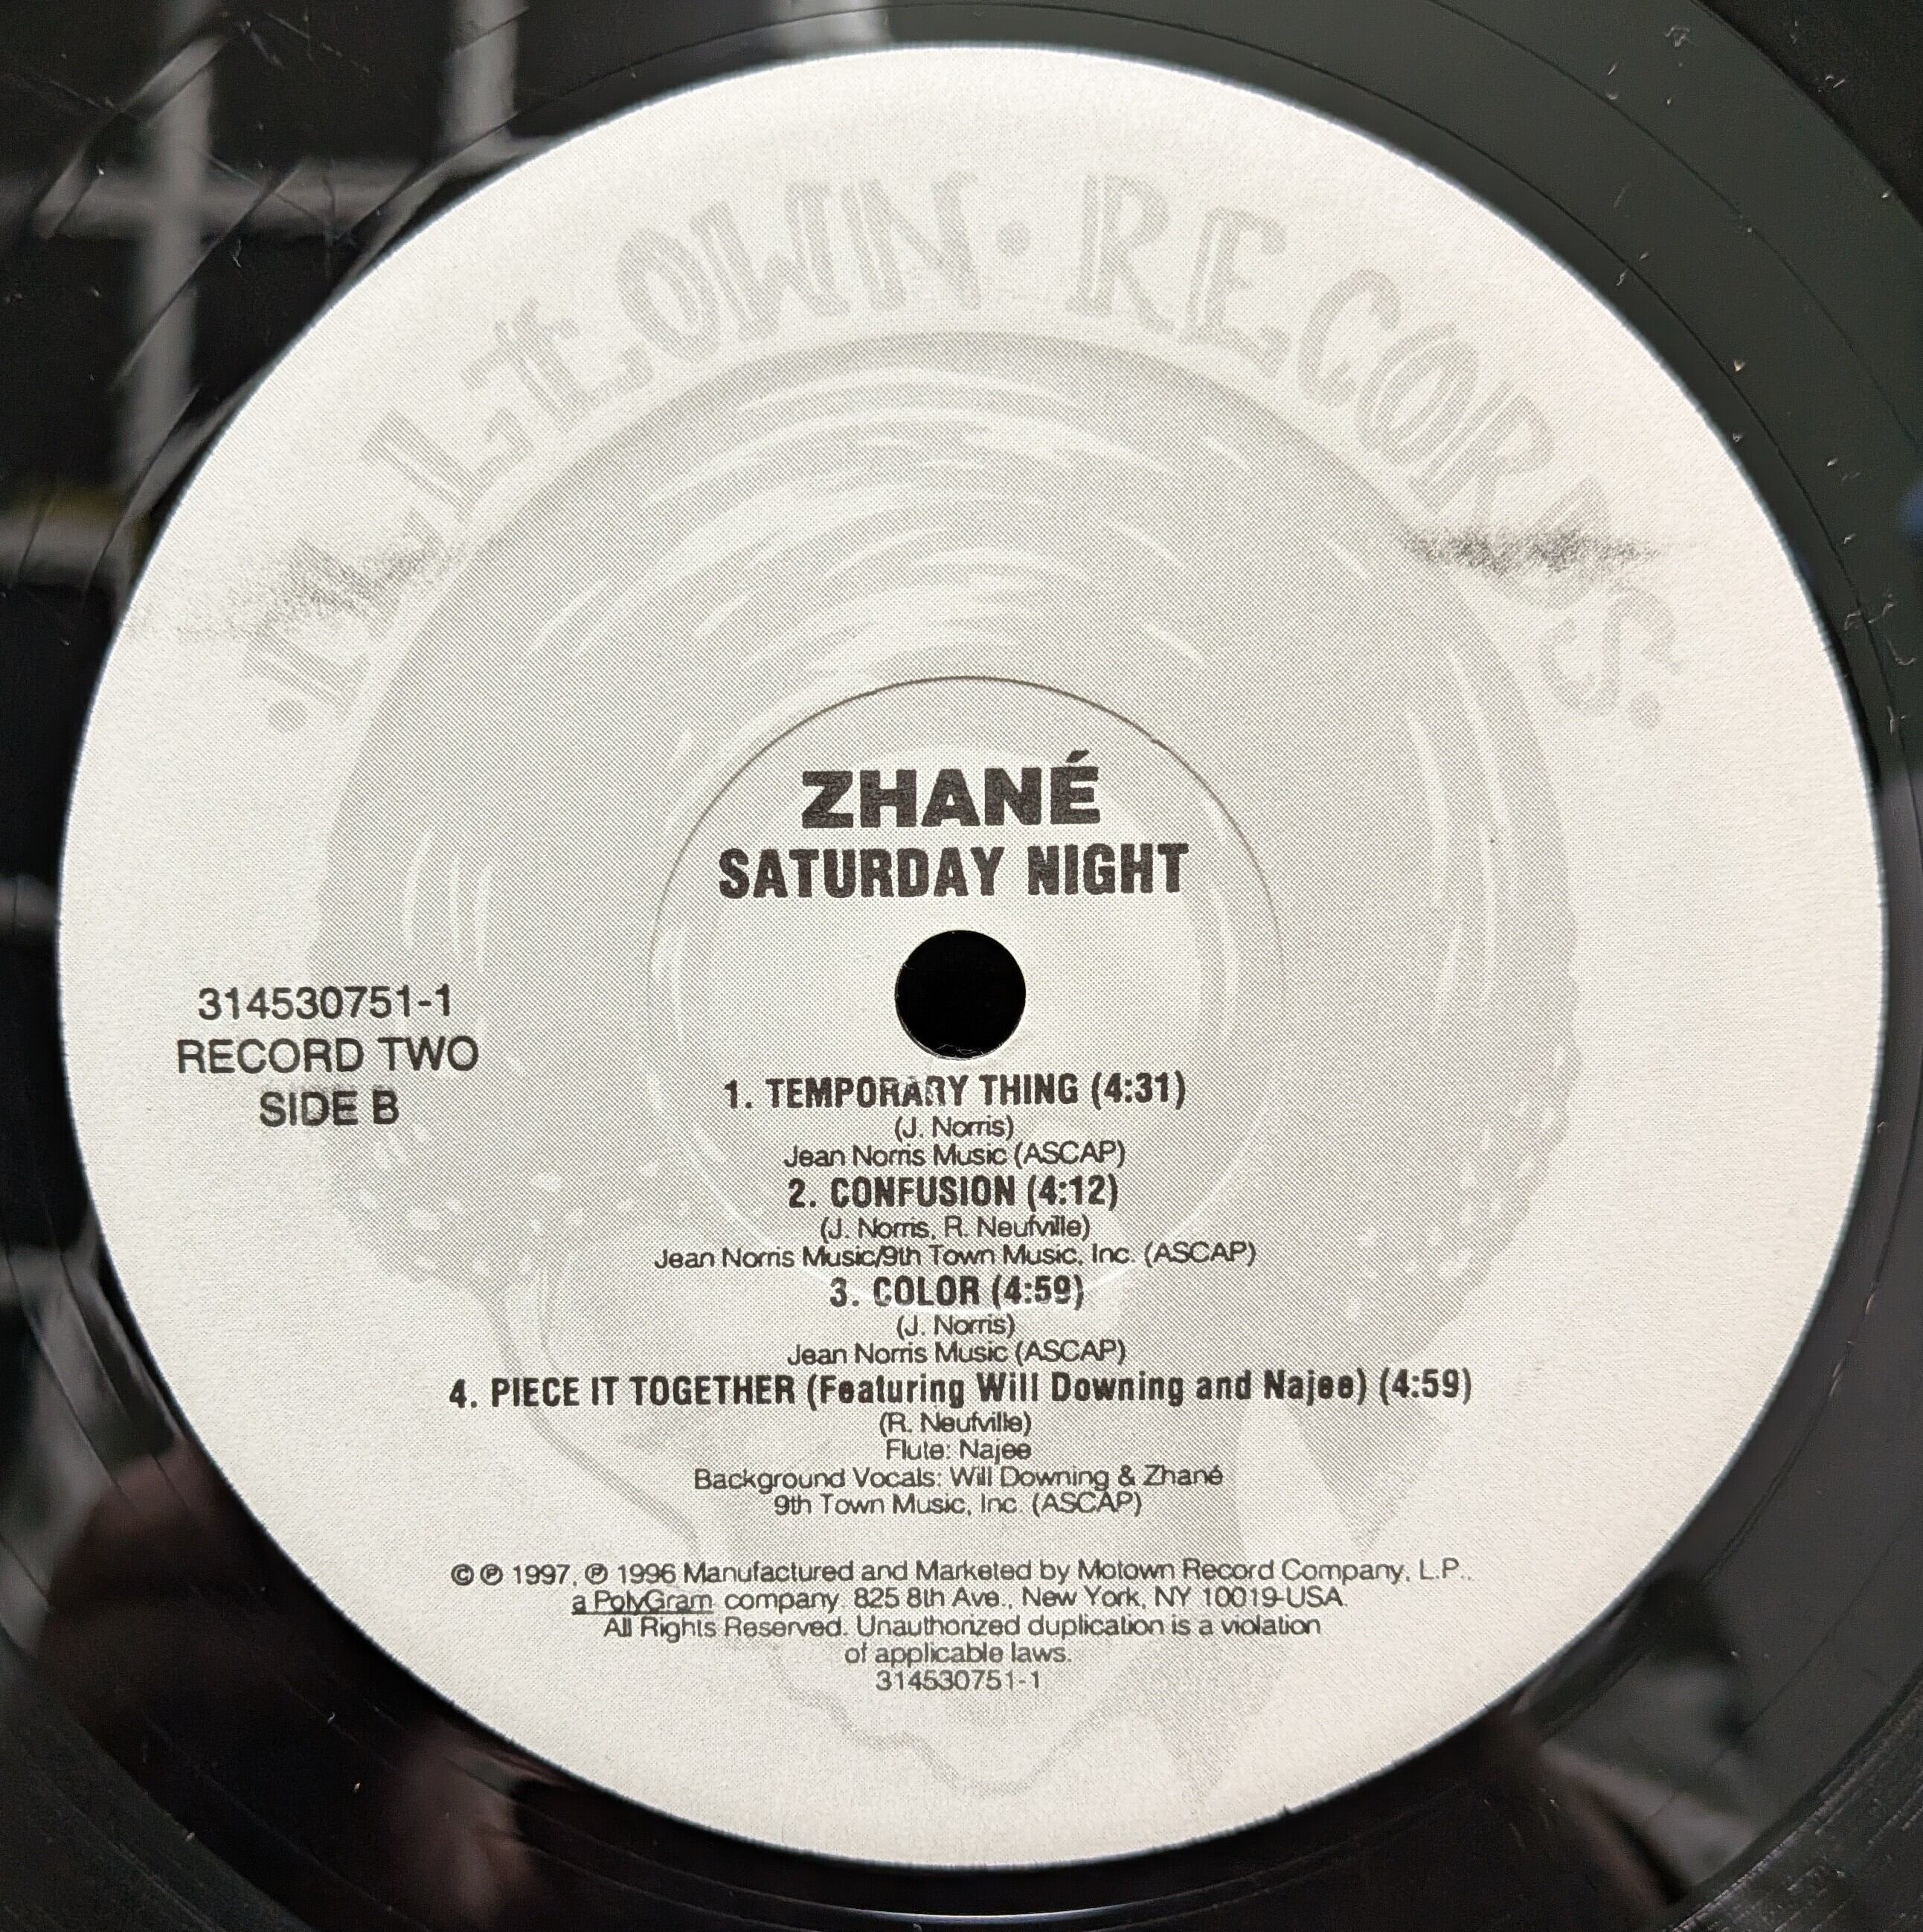 ·ILLTOWN·RECORDS·
ZHANÉ
SATURDAY NIGHT
314530751-1
RECORD TWO
SIDE B
1. TEMPORARY THING (4:31)
(J. Norris)
Jean Norris Music (ASCAP)
2. CONFUSION (4:12)
(J. Norris, R. Neufville)
Jean Norris Music/9th Town Music, Inc. (ASCAP)
3. COLOR (4:59)
(J. Norris)
Jean Norris Music (ASCAP)
4. PIECE IT TOGETHER (Featuring Will Downing and Najee) (4:59)
(R. Neufville)
Flute: Najee
Background Vocals: Will Downing & Zhané
9th Town Music, Inc. (ASCAP)
© ℗ 1997, ℗ 1996 Manufactured and Marketed by Motown Record Company, L.P.,
a PolyGram company. 825 8th Ave., New York, NY 10019-USA.
All Rights Reserved. Unauthorized duplication is a violation
of applicable laws.
314530751-1